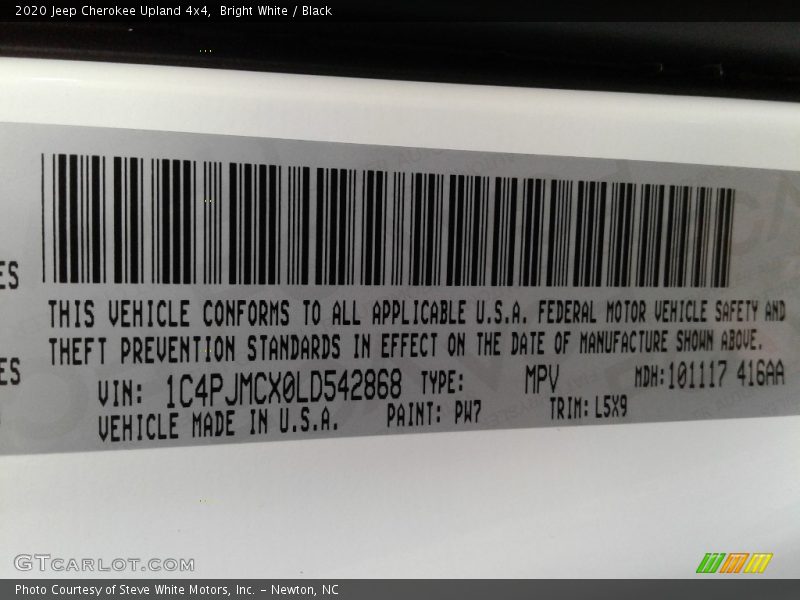 2020 Jeep Cherokee Upland 4x4, Bright White / Black
ES
THIS VEHICLE CONFORMS TO ALL APPLICABLE U.S.A. FEDERAL MOTOR VEHICLE SAFETY AND
ES
THEFT PREVENTION STANDARDS IN EFFECT ON THE DATE OF MANUFACTURE SHOWN ABOVE.
VIN: 1C4PJMCX0LD542868 TYPE: MPV MDH:101117 416AA
VEHICLE MADE IN U.S.A. PAINT: PW7 TRIM: L5X9
GTCARLOT.COM
Photo Courtesy of Steve White Motors, Inc. – Newton, NC